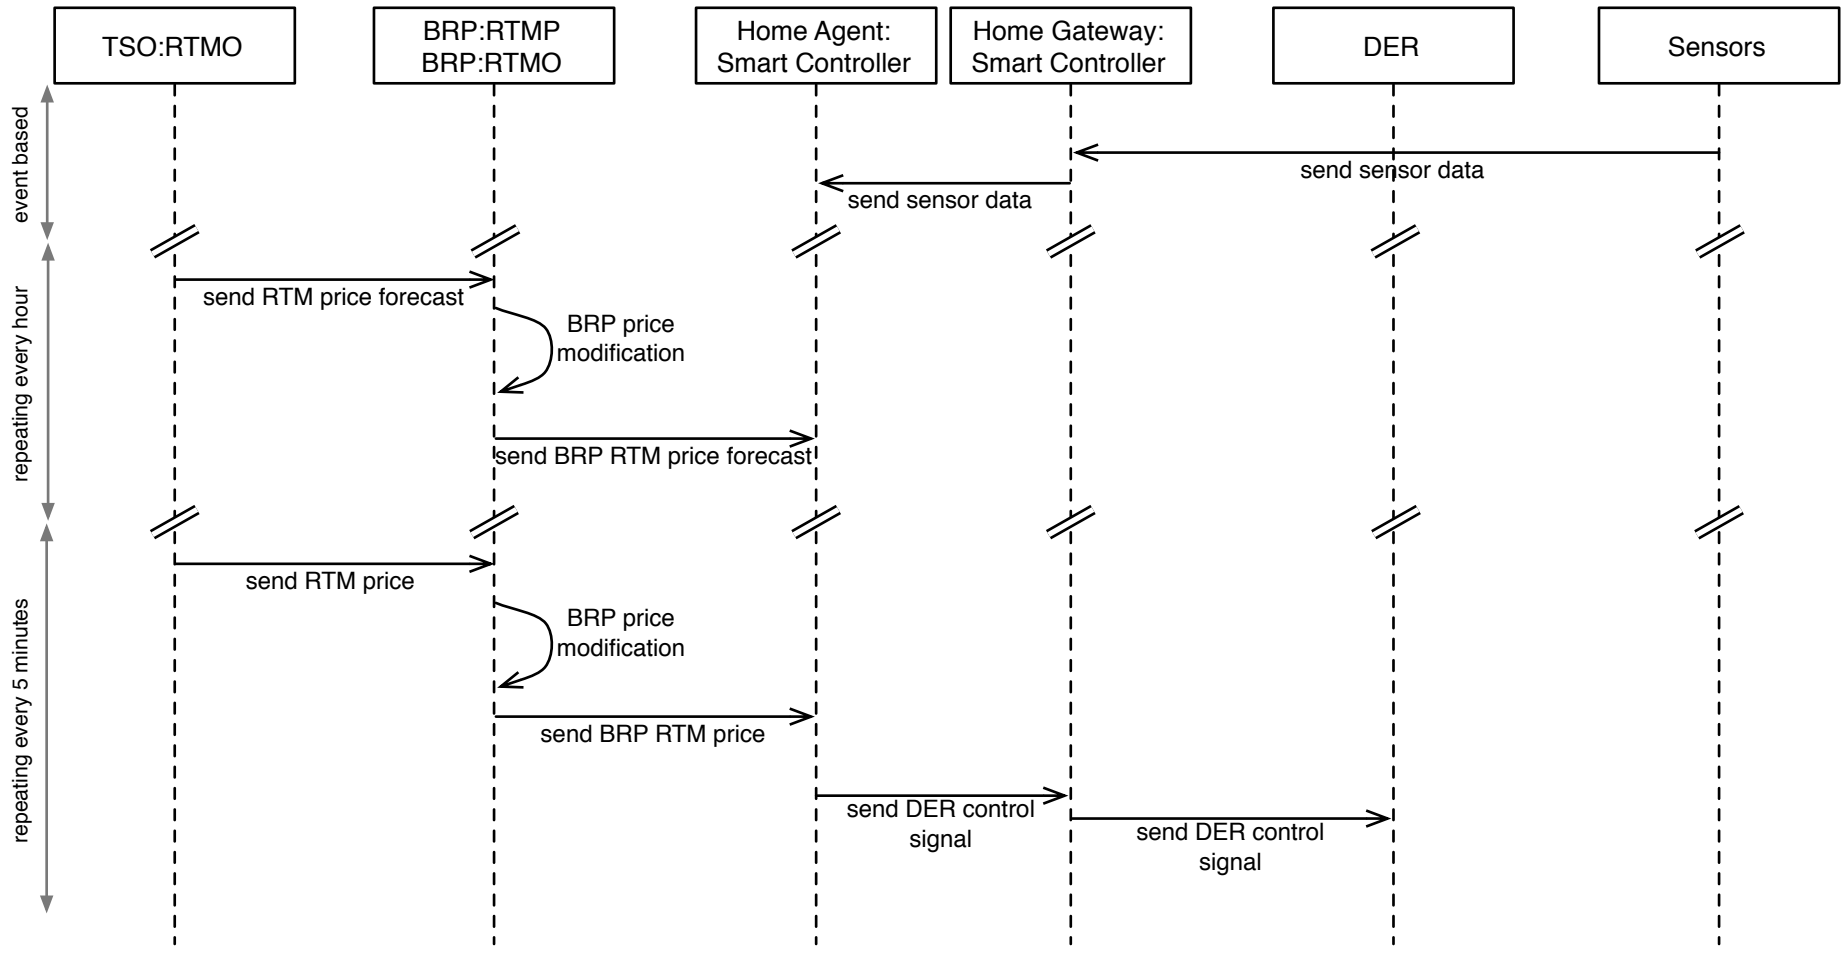 TSO:RTMO
BRP:RTMP
BRP:RTMO
Home Agent:
Smart Controller
Home Gateway:
Smart Controller
DER
Sensors
event based
send sensor data
send sensor data
repeating every hour
send RTM price forecast
BRP price
modification
send BRP RTM price forecast
repeating every 5 minutes
send RTM price
BRP price
modification
send BRP RTM price
send DER control
signal
send DER control
signal